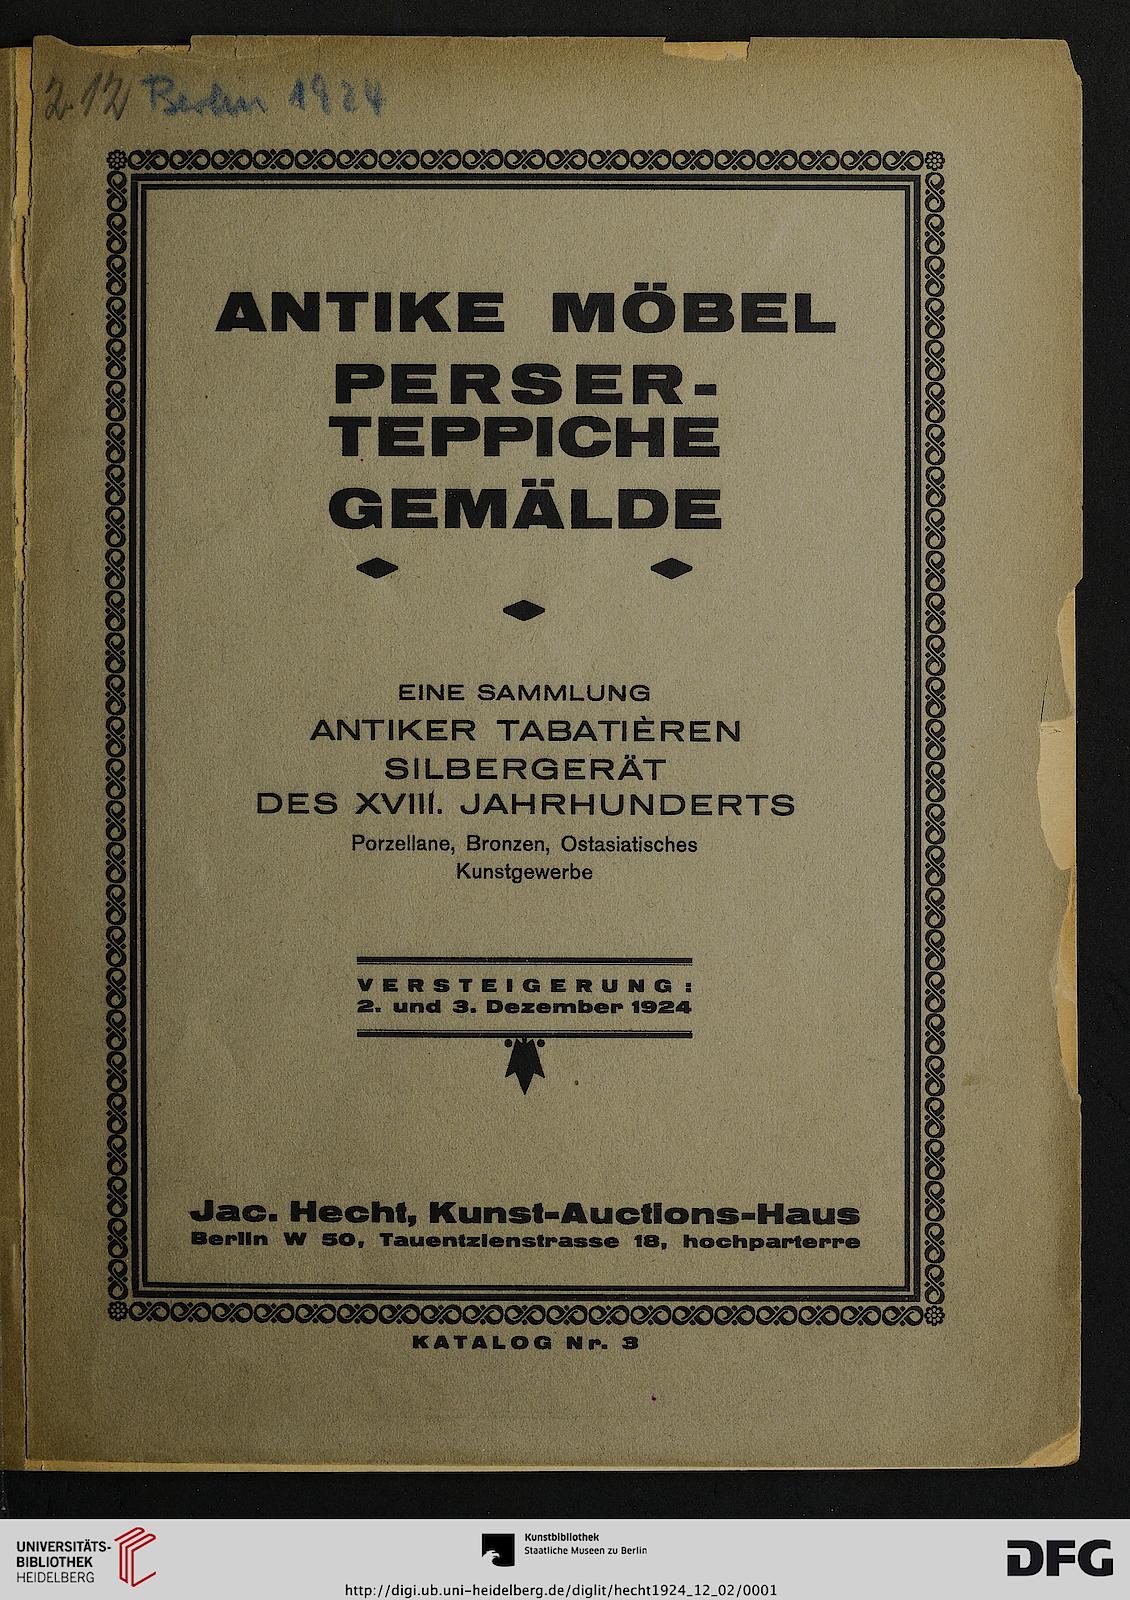 212 Berlin 1924
ANTIKE MÖBEL
PERSER-
TEPPICHE
GEMÄLDE
EINE SAMMLUNG
ANTIKER TABATIÈREN
SILBERGERÄT
DES XVIII. JAHRHUNDERTS
Porzellane, Bronzen, Ostasiatisches
Kunstgewerbe
VERSTEIGERUNG:
2. und 3. Dezember 1924
Jac. Hecht, Kunst-Auctions-Haus
Berlin W 50, Tauentzienstrasse 18, hochparterre
KATALOG Nr. 3
UNIVERSITÄTS-
BIBLIOTHEK
HEIDELBERG
Kunstbibliothek
Staatliche Museen zu Berlin
DFG
http://digi.ub.uni-heidelberg.de/diglit/hecht1924_12_02/0001